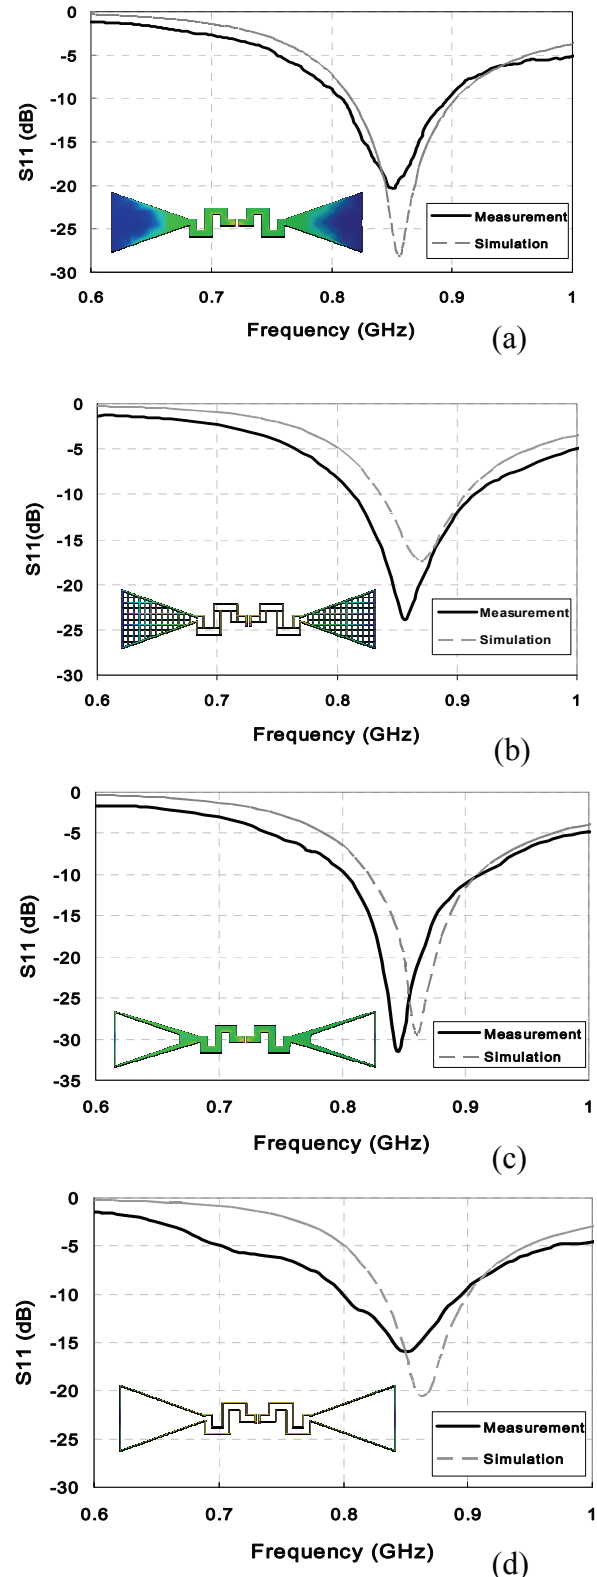 0
-5
-10
-15
-20
-25
-30
S11 (dB)
Measurement
Simulation
0.6 0.7 0.8 0.9 1
Frequency (GHz)
(a)
0
-5
-10
-15
-20
-25
-30
S11(dB)
Measurement
Simulation
0.6 0.7 0.8 0.9 1
Frequency (GHz)
(b)
0
-5
-10
-15
-20
-25
-30
-35
S11 (dB)
Measurement
Simulation
0.6 0.7 0.8 0.9 1
Frequency (GHz)
(c)
0
-5
-10
-15
-20
-25
-30
S11 (dB)
Measurement
Simulation
0.6 0.7 0.8 0.9 1
Frequency (GHz)
(d)